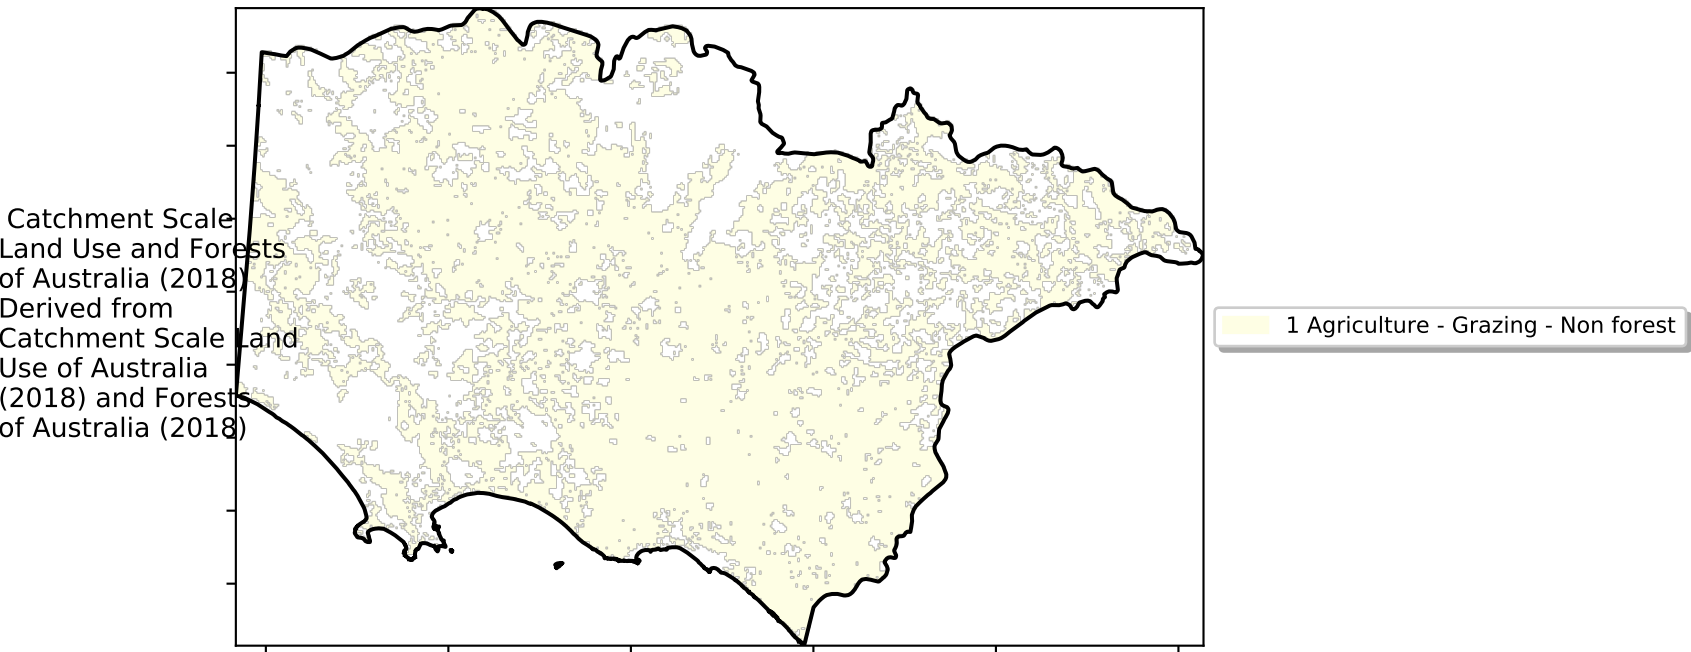 Catchment Scale
Land Use and Forests
of Australia (2018)
Derived from
Catchment Scale Land
Use of Australia
(2018) and Forests
of Australia (2018)
1 Agriculture - Grazing - Non forest